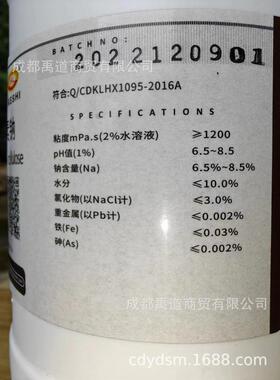 BATCH NO: 2022120901
成都禹道商贸有限公司
符合:Q/CDKLHX1095-2016A
SPECIFICATIONS
钠
粘度mPa.s(2%水溶液) ≥1200
pH值(1%) 6.5-8.5
钠含量(Na) 6.5%~8.5%
水分 ≤10.0%
氯化物(以NaCl计) ≤3.0%
重金属(以Pb计) ≤0.002%
铁(Fe) ≤0.03%
砷(As) ≤0.002%
成都禹道商贸有限公司
cdydsm.1688.com